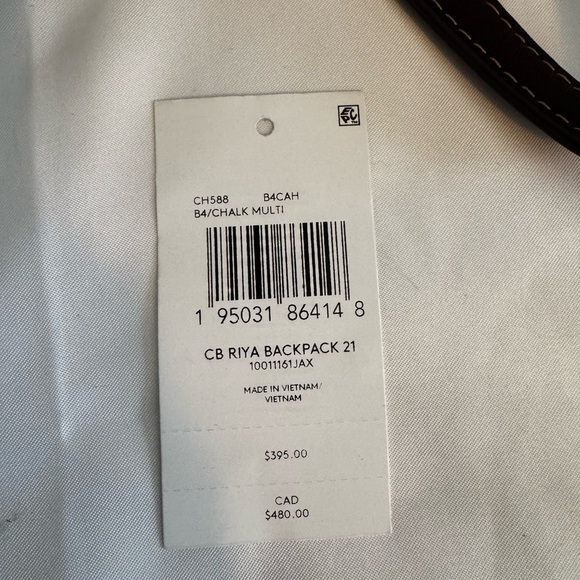 CH588 B4CAH
B4/CHALK MULTI
1 95031 86414 8
CB RIYA BACKPACK 21
10011161JAX
MADE IN VIETNAM/
VIETNAM
$395.00
CAD
$480.00